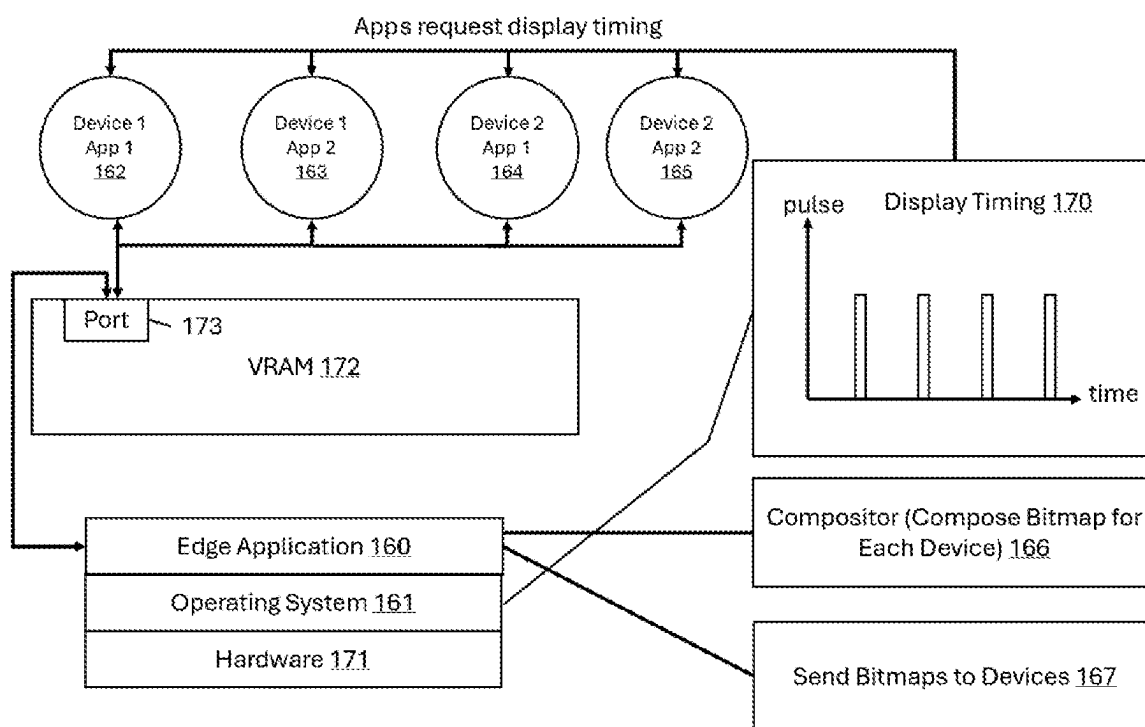 Apps request display timing
Device 1
App 1
162
Device 1
App 2
163
Device 2
App 1
164
Device 2
App 2
165
Display Timing 170
pulse
time
Port
173
VRAM 172
Edge Application 160
Operating System 161
Hardware 171
Compositor (Compose Bitmap for
Each Device) 166
Send Bitmaps to Devices 167